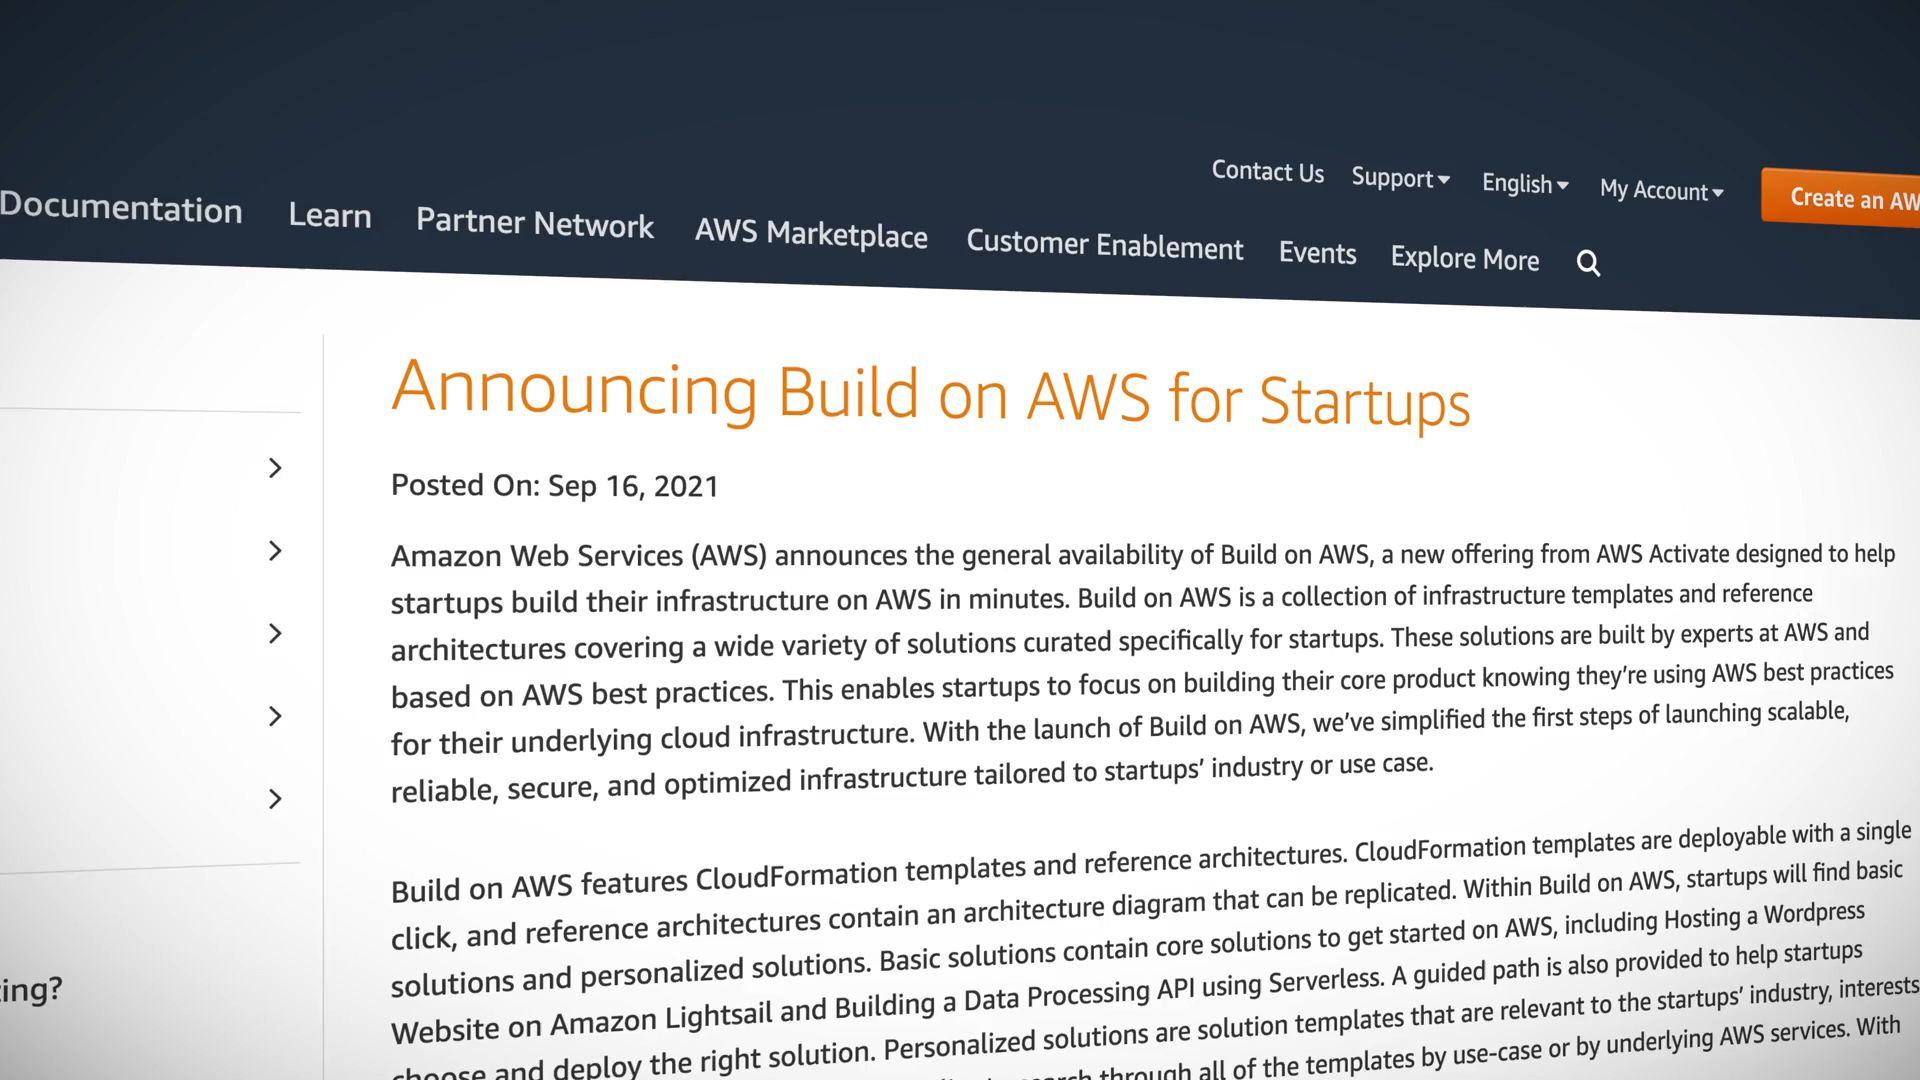 Contact Us Support English My Account Create an AW
Documentation Learn Partner Network AWS Marketplace Customer Enablement Events Explore More
Announcing Build on AWS for Startups
Posted On: Sep 16, 2021
Amazon Web Services (AWS) announces the general availability of Build on AWS, a new offering from AWS Activate designed to help
startups build their infrastructure on AWS in minutes. Build on AWS is a collection of infrastructure templates and reference
architectures covering a wide variety of solutions curated specifically for startups. These solutions are built by experts at AWS and
based on AWS best practices. This enables startups to focus on building their core product knowing they’re using AWS best practices
for their underlying cloud infrastructure. With the launch of Build on AWS, we’ve simplified the first steps of launching scalable,
reliable, secure, and optimized infrastructure tailored to startups’ industry or use case.
Build on AWS features CloudFormation templates and reference architectures. CloudFormation templates are deployable with a single
click, and reference architectures contain an architecture diagram that can be replicated. Within Build on AWS, startups will find basic
solutions and personalized solutions. Basic solutions contain core solutions to get started on AWS, including Hosting a Wordpress
Website on Amazon Lightsail and Building a Data Processing API using Serverless. A guided path is also provided to help startups
choose and deploy the right solution. Personalized solutions are solution templates that are relevant to the startups’ industry, interests
through all of the templates by use-case or by underlying AWS services. With
ing?